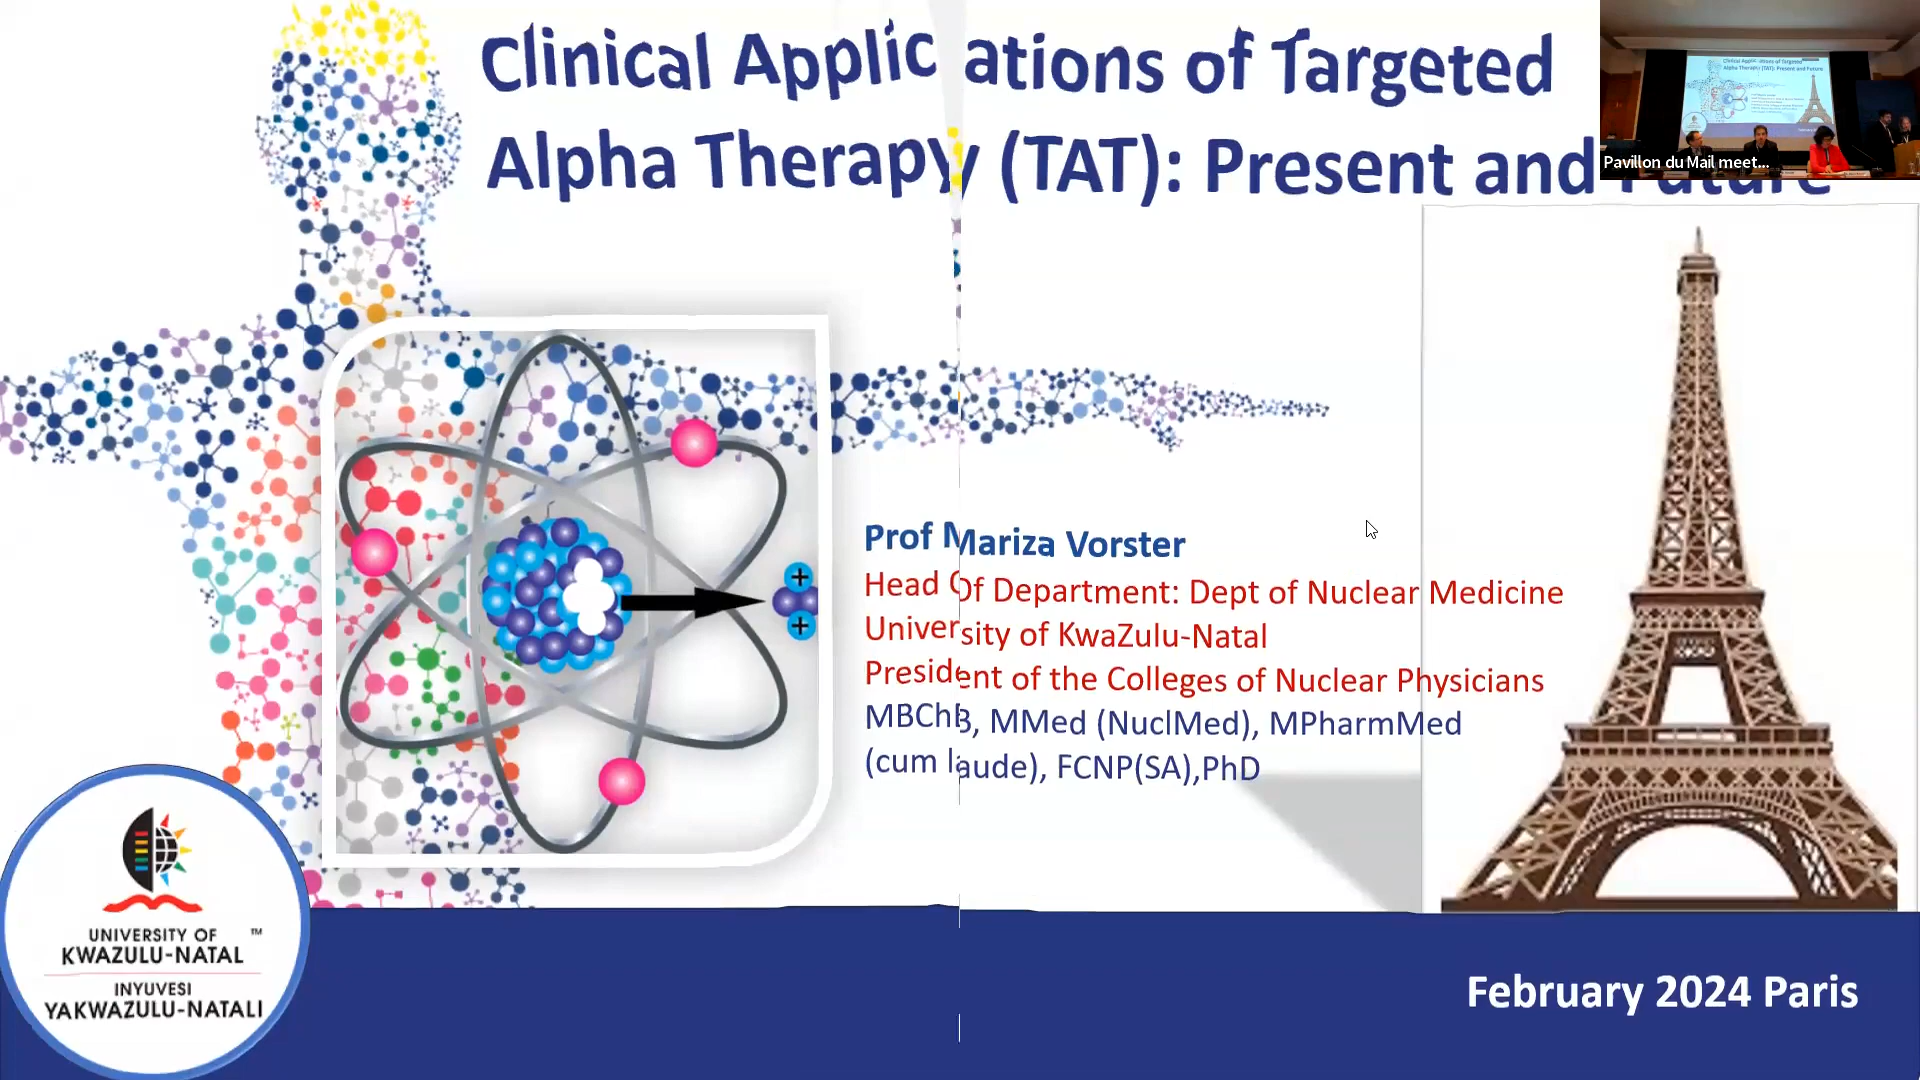 Clinical Applications of Targeted
Alpha Therapy (TAT): Present and Future
Pavillon du Mail meet...
Prof Mariza Vorster
Head Of Department: Dept of Nuclear Medicine
University of KwaZulu-Natal
President of the Colleges of Nuclear Physicians
MBChB, MMed (NuclMed), MPharmMed
(cum laude), FCNP(SA),PhD
+
+
UNIVERSITY OF ™
KWAZULU-NATAL
INYUVESI
YAKWAZULU-NATALI
February 2024 Paris